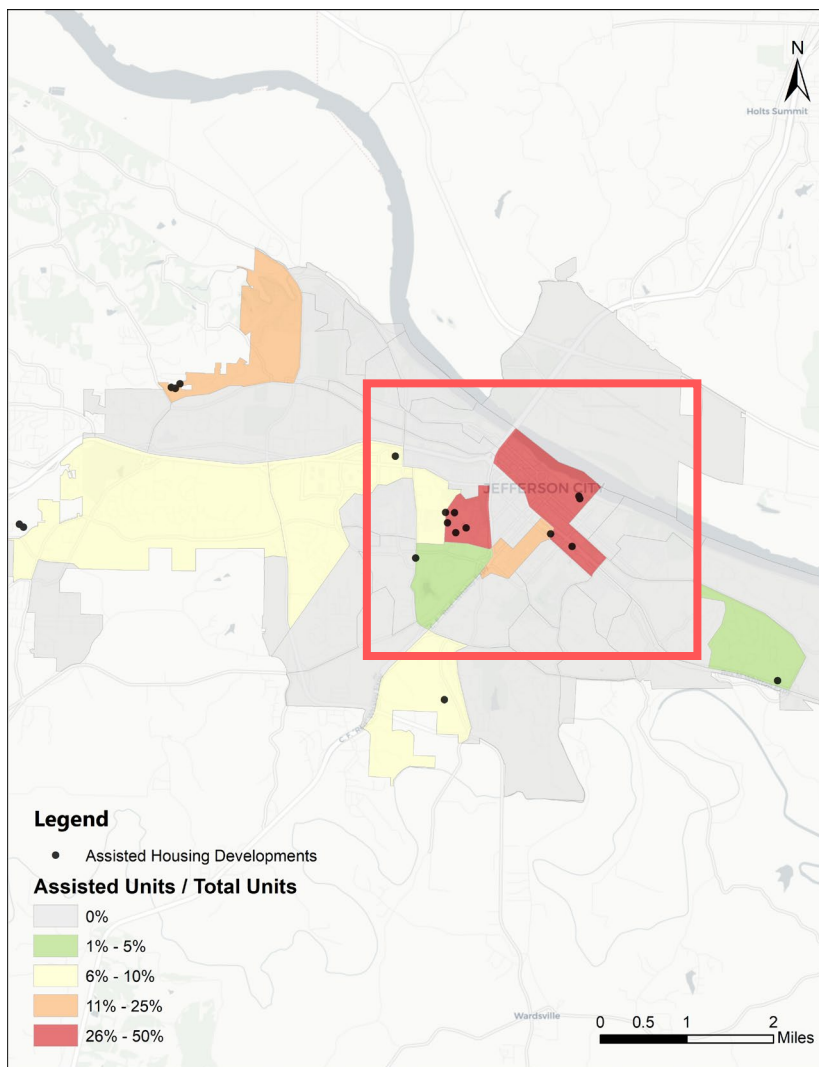 N
Holts Summit
JEFFERSON CITY
Legend
Assisted Housing Developments
Assisted Units / Total Units
0%
1% - 5%
6% - 10%
11% - 25%
26% - 50%
Wardsville
0 0.5 1 2
Miles